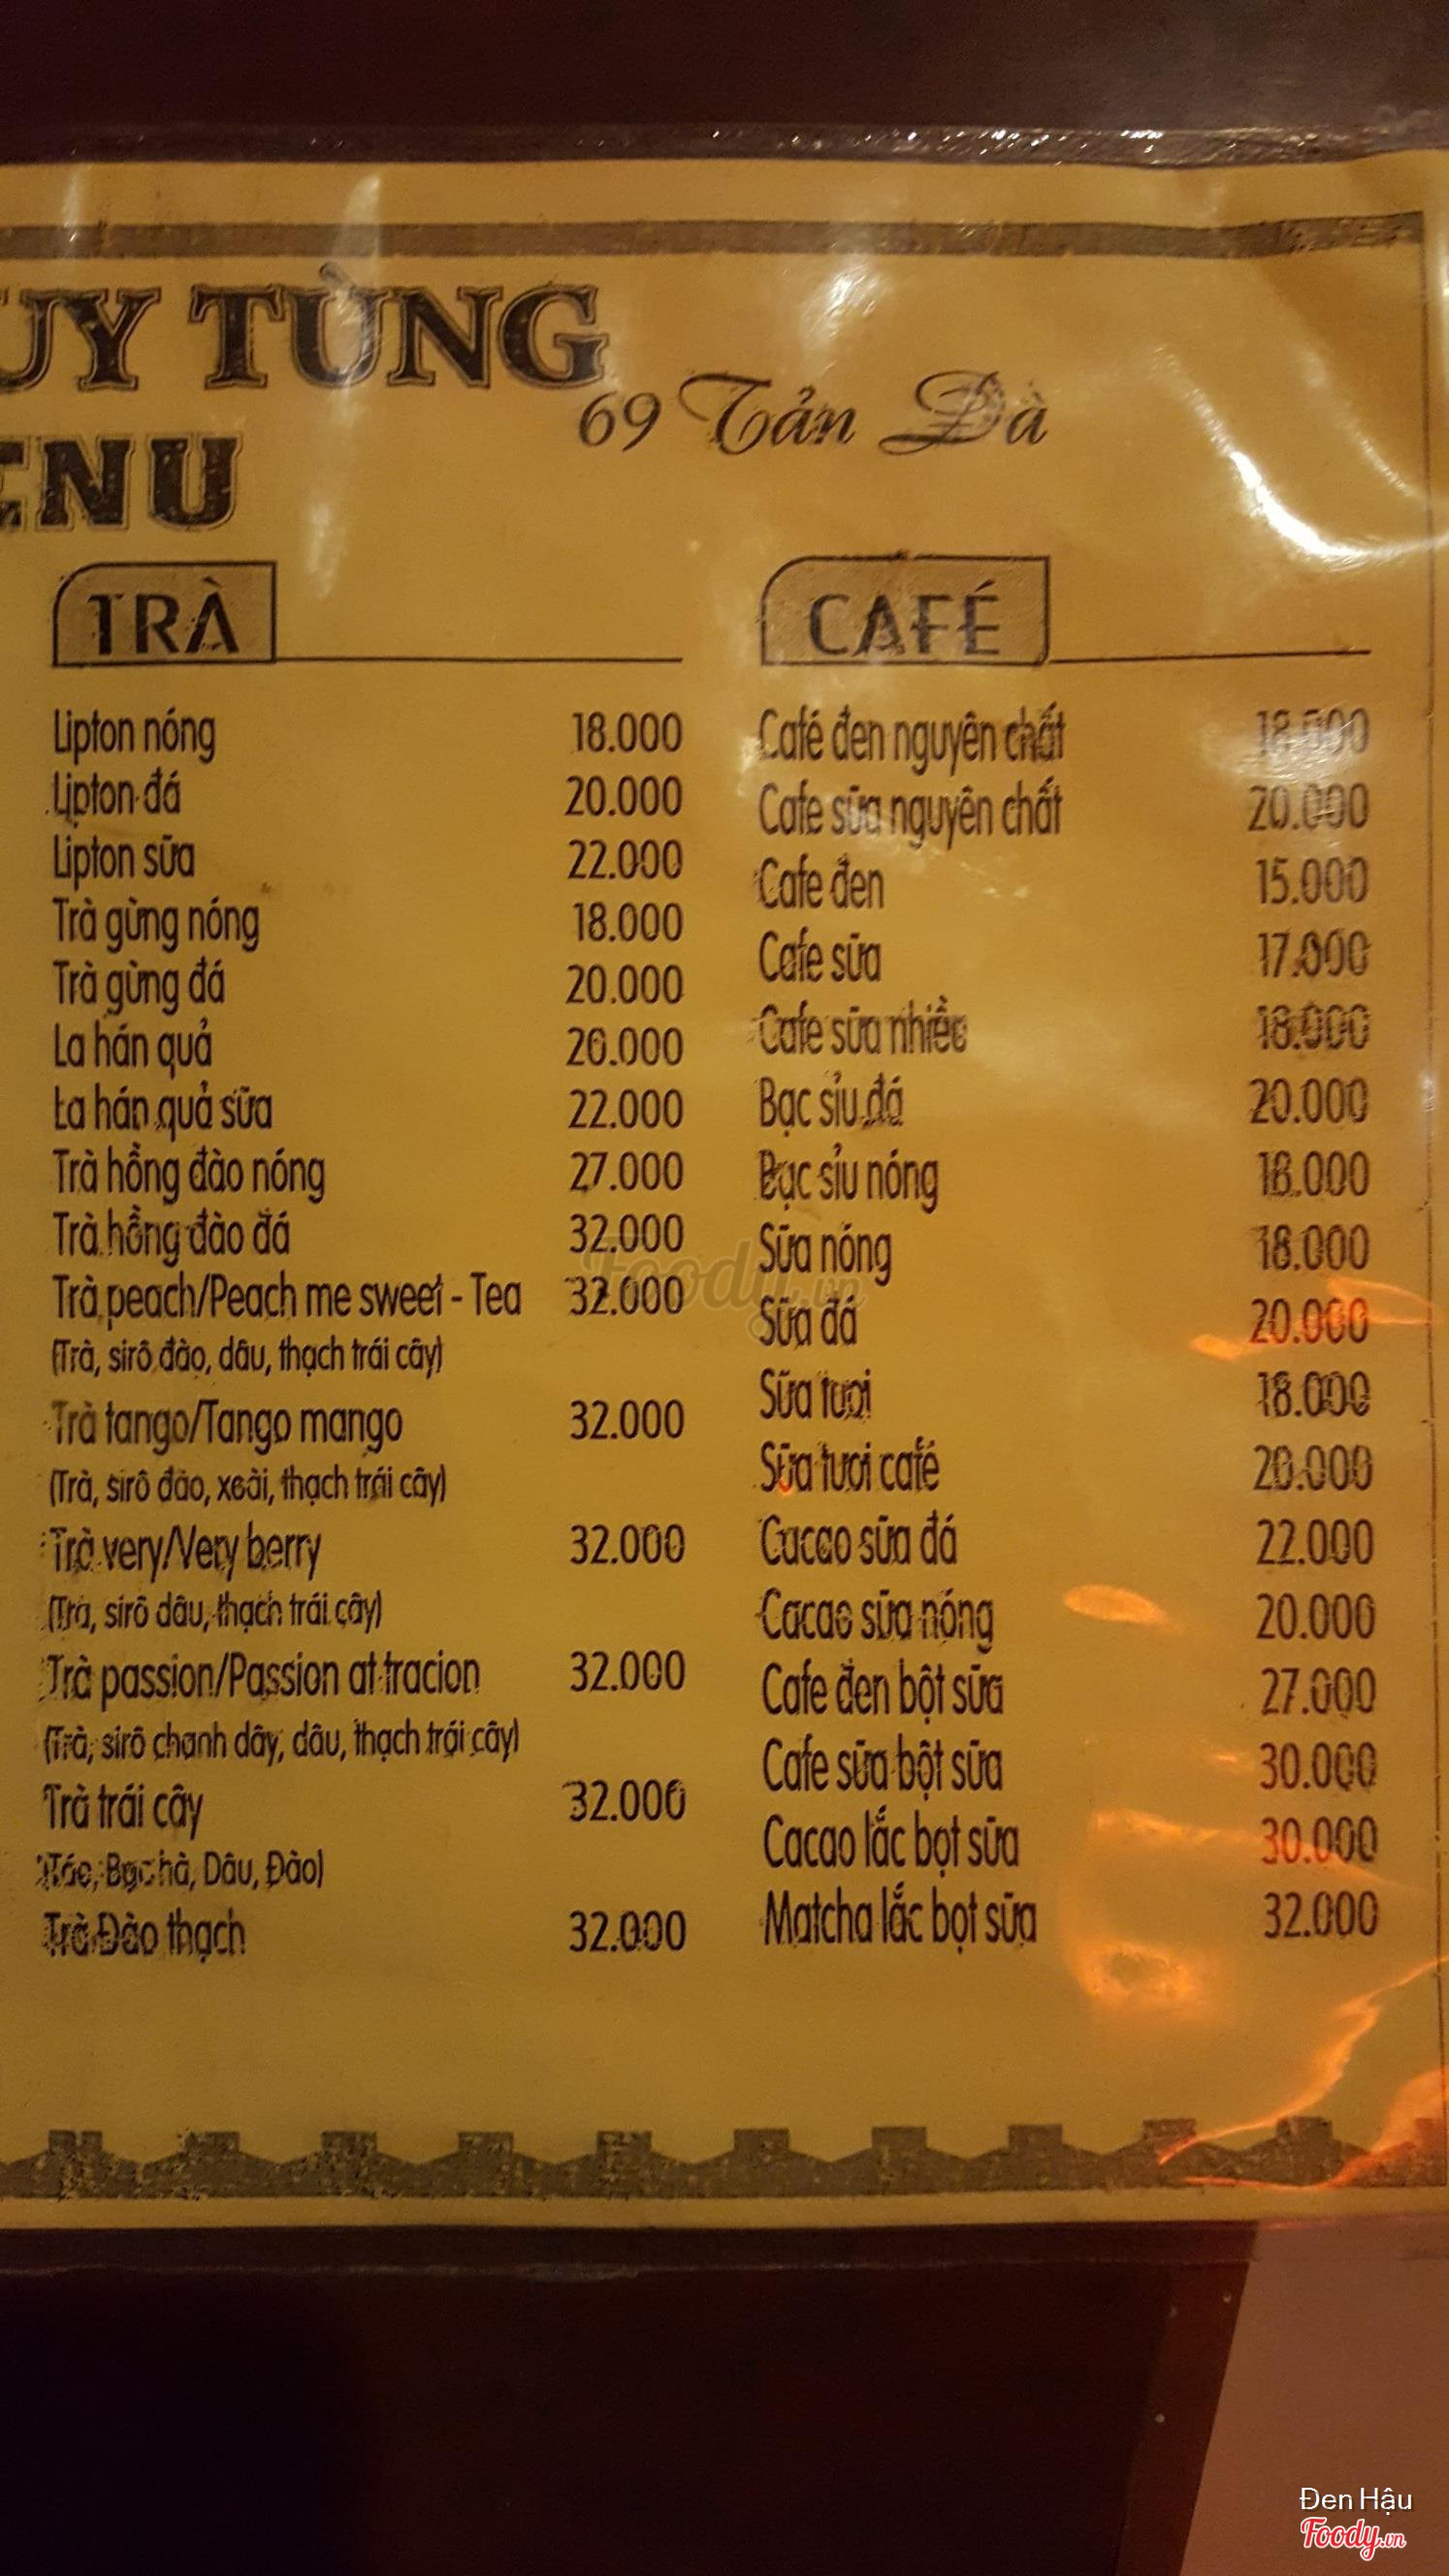 UY TÙNG
69 Tản Đà
ENU
TRÀ
Lipton nóng 18.000
Lipton đá 20.000
Lipton sữa 22.000
Trà gừng nóng 18.000
Trà gừng đá 20.000
La hán quả 20.000
La hán quả sữa 22.000
Trà hồng đào nóng 27.000
Trà hồng đào đá 32.000
Trà peach/Peach me sweet - Tea 32.000
(Trà, sirô đào, dâu, thạch trái cây)
Trà tango/Tango mango 32.000
(Trà, sirô đào, xoài, thạch trái cây)
Trà very/Very berry 32.000
(Trà, sirô dâu, thạch trái cây)
Trà passion/Passion at tracion 32.000
(Trà, sirô chanh dây, dâu, thạch trái cây)
Trà trái cây 32.000
(Táo, Bạc hà, Dâu, Đào)
Trà Đào thạch 32.000
CAFÉ
Café đen nguyên chất 18.000
Cafe sữa nguyên chất 20.000
Cafe đen 15.000
Cafe sữa 17.000
Cafe sữa nhiều 18.000
Bạc sỉu đá 20.000
Bạc sỉu nóng 18.000
Sữa nóng 18.000
Sữa đá 20.000
Sữa tươi 18.000
Sữa tươi café 20.000
Cacao sữa đá 22.000
Cacao sữa nóng 20.000
Cafe đen bột sữa 27.000
Cafe sữa bột sữa 30.000
Cacao lắc bọt sữa 30.000
Matcha lắc bọt sữa 32.000
Foody.vn
Đen Hậu
Foody.vn